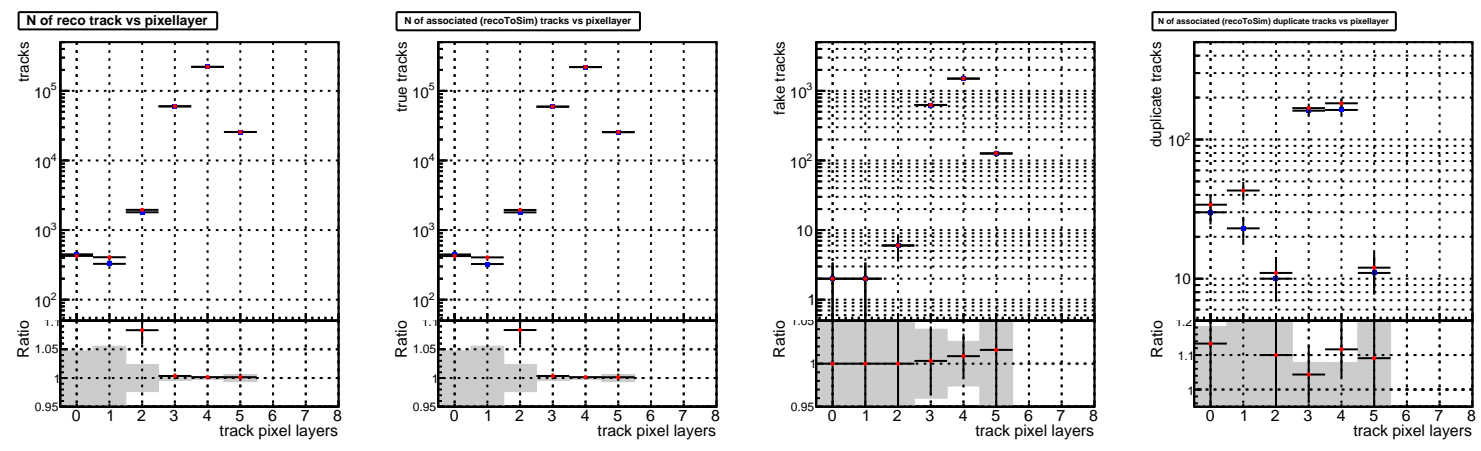 N of reco track vs pixellayer
tracks
10^5
10^4
10^3
10^2
Ratio
1.1
1.05
1
0.95
0 1 2 3 4 5 6 7 8
track pixel layers
N of associated (recoToSim) tracks vs pixellayer
true tracks
10^5
10^4
10^3
10^2
Ratio
1.1
1.05
1
0.95
0 1 2 3 4 5 6 7 8
track pixel layers
fake tracks
10^3
10^2
10
1
Ratio
1.05
1
0.95
0 1 2 3 4 5 6 7 8
track pixel layers
N of associated (recoToSim) duplicate tracks vs pixellayer
duplicate tracks
10^2
10
Ratio
1.2
1.1
1
0 1 2 3 4 5 6 7 8
track pixel layers